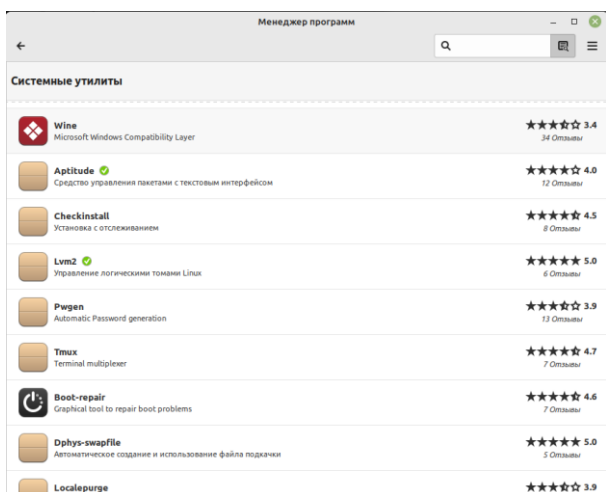 Менеджер программ
Системные утилиты
Wine
3.4
Microsoft Windows Compatibility Layer
34 Отзывы
Aptitude
4.0
Средство управления пакетами с текстовым интерфейсом
12 Отзывы
Checkinstall
4.5
Установка с отслеживанием
8 Отзывы
Lvm2
5.0
Управление логическими томами Linux
6 Отзывы
Pwgen
3.9
Automatic Password generation
13 Отзывы
Tmux
4.7
Terminal multiplexer
7 Отзывы
Boot-repair
4.6
Graphical tool to repair boot problems
7 Отзывы
Dphys-swapfile
5.0
Автоматическое создание и использование файла подкачки
5 Отзывы
Localepurge
3.9